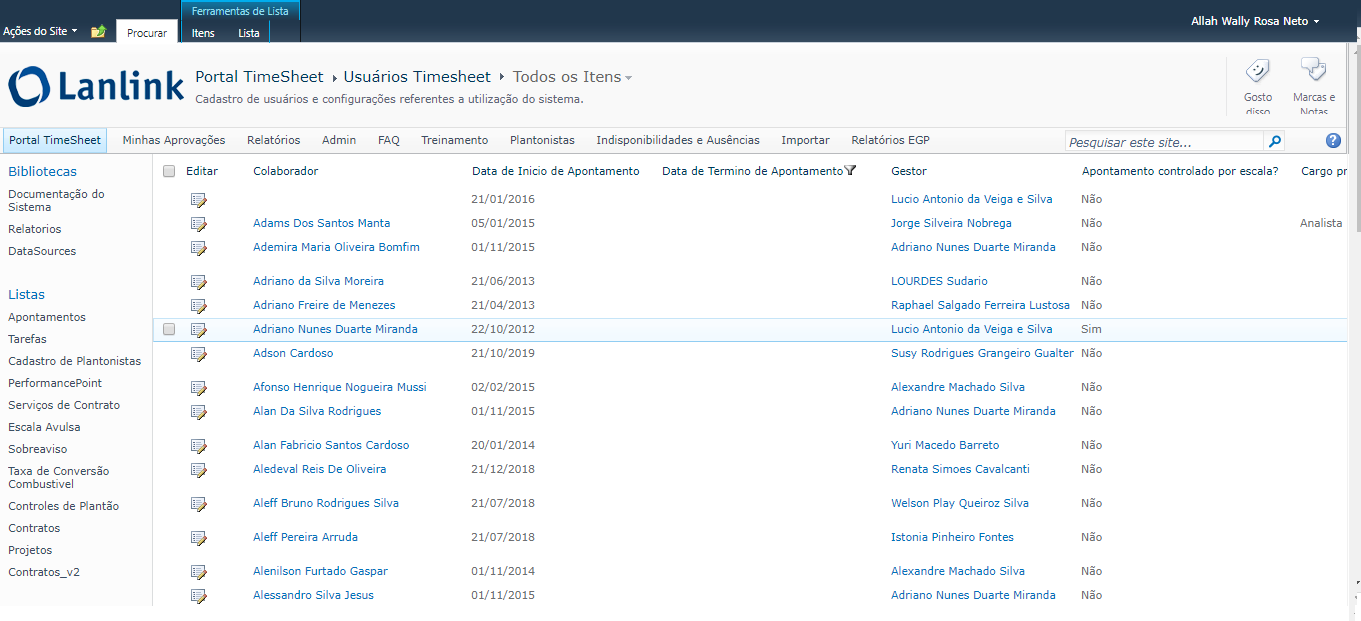 Ferramentas de Lista
Ações do Site
Procurar
Itens
Lista
Allah Wally Rosa Neto
Lanlink
Portal TimeSheet Usuários Timesheet Todos os Itens
Cadastro de usuários e configurações referentes a utilização do sistema.
Gosto disso
Marcas e Notas
Portal TimeSheet Minhas Aprovações Relatórios Admin FAQ Treinamento Plantonistas Indisponibilidades e Ausências Importar Relatórios EGP
Pesquisar este site...
Bibliotecas
Documentação do
Sistema
Relatorios
DataSources
Listas
Apontamentos
Tarefas
Cadastro de Plantonistas
PerformancePoint
Serviços de Contrato
Escala Avulsa
Sobreaviso
Taxa de Conversão
Combustivel
Controles de Plantão
Contratos
Projetos
Contratos_v2
Editar Colaborador Data de Inicio de Apontamento Data de Termino de Apontamento Gestor Apontamento controlado por escala? Cargo pr
21/01/2016 Lucio Antonio da Veiga e Silva Não
Adams Dos Santos Manta 05/01/2015 Jorge Silveira Nobrega Não Analista
Ademira Maria Oliveira Bomfim 01/11/2015 Adriano Nunes Duarte Miranda Não
Adriano da Silva Moreira 21/06/2013 LOURDES Sudario Não
Adriano Freire de Menezes 21/04/2013 Raphael Salgado Ferreira Lustosa Não
Adriano Nunes Duarte Miranda 22/10/2012 Lucio Antonio da Veiga e Silva Sim
Adson Cardoso 21/10/2019 Susy Rodrigues Grangeiro Gualter Não
Afonso Henrique Nogueira Mussi 02/02/2015 Alexandre Machado Silva Não
Alan Da Silva Rodrigues 01/11/2015 Adriano Nunes Duarte Miranda Não
Alan Fabricio Santos Cardoso 20/01/2014 Yuri Macedo Barreto Não
Aledeval Reis De Oliveira 21/12/2018 Renata Simoes Cavalcanti Não
Aleff Bruno Rodrigues Silva 21/07/2018 Welson Play Queiroz Silva Não
Aleff Pereira Arruda 21/07/2018 Istonia Pinheiro Fontes Não
Alenilson Furtado Gaspar 01/11/2014 Alexandre Machado Silva Não
Alessandro Silva Jesus 01/11/2015 Adriano Nunes Duarte Miranda Não